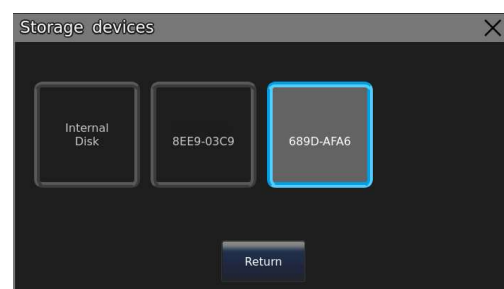 Storage devices
Internal
Disk
8EE9-03C9
689D-AFA6
Return